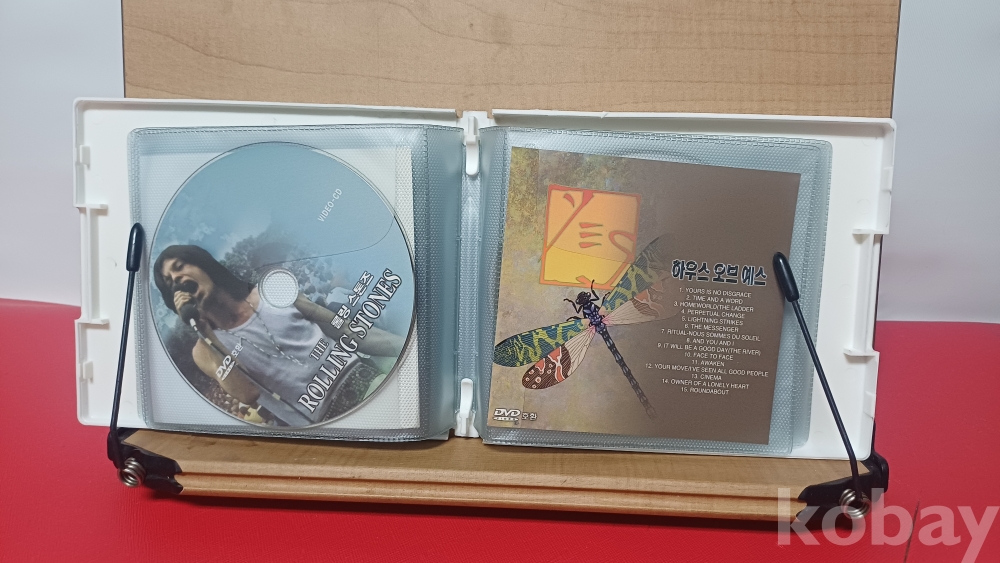 VIDEO-CD
롤링 스톤즈
THE
ROLLING STONES
DVD 호환
YES
하우스 오브 예스
1. YOURS IS NO DISGRACE
2. TIME AND A WORD
3. HOMEWORLD(THE LADDER
4. PERPETUAL CHANGE
5. LIGHTNING STRIKES
6. THE MESSENGER
7. RITUAL-NOUS SOMMES DU SOLEIL
8. AND YOU AND I
9. IT WILL BE A GOOD DAY(THE RIVER)
10. FACE TO FACE
11. AWAKEN
12. YOUR MOVE/I'VE SEEN ALL GOOD PEOPLE
13. CINEMA
14. OWNER OF A LONELY HEART
15. ROUNDABOUT
DVD 호환
kobay